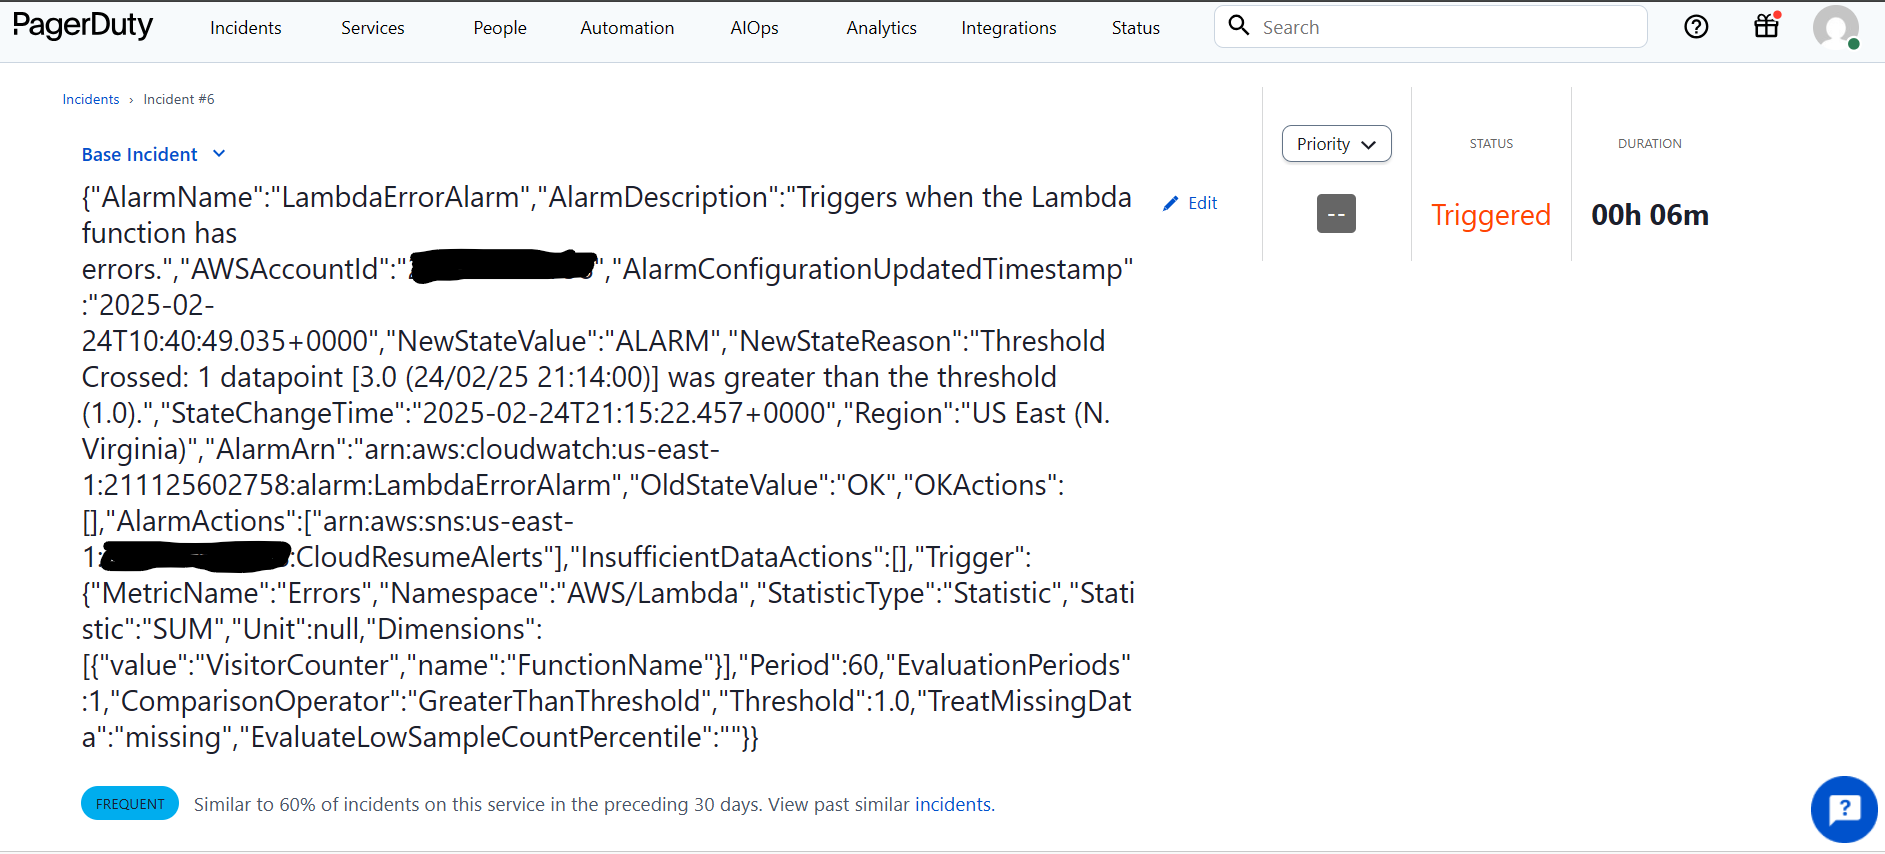 PagerDuty
Incidents
Services
People
Automation
AIOps
Analytics
Integrations
Status
Search
Incidents › Incident #6
Base Incident
{"AlarmName":"LambdaErrorAlarm","AlarmDescription":"Triggers when the Lambda
function has
errors.","AWSAccountId":" ","AlarmConfigurationUpdatedTimestamp"
:"2025-02-
24T10:40:49.035+0000","NewStateValue":"ALARM","NewStateReason":"Threshold
Crossed: 1 datapoint [3.0 (24/02/25 21:14:00)] was greater than the threshold
(1.0).","StateChangeTime":"2025-02-24T21:15:22.457+0000","Region":"US East (N.
Virginia)","AlarmArn":"arn:aws:cloudwatch:us-east-
1:211125602758:alarm:LambdaErrorAlarm","OldStateValue":"OK","OKActions":
[],"AlarmActions":["arn:aws:sns:us-east-
1: :CloudResumeAlerts"],"InsufficientDataActions":[],"Trigger":
{"MetricName":"Errors","Namespace":"AWS/Lambda","StatisticType":"Statistic","Stati
stic":"SUM","Unit":null,"Dimensions":
[{"value":"VisitorCounter","name":"FunctionName"}],"Period":60,"EvaluationPeriods"
:1,"ComparisonOperator":"GreaterThanThreshold","Threshold":1.0,"TreatMissingDat
a":"missing","EvaluateLowSampleCountPercentile":""}}
Edit
Priority
--
STATUS
Triggered
DURATION
00h 06m
FREQUENT
Similar to 60% of incidents on this service in the preceding 30 days. View past similar incidents.